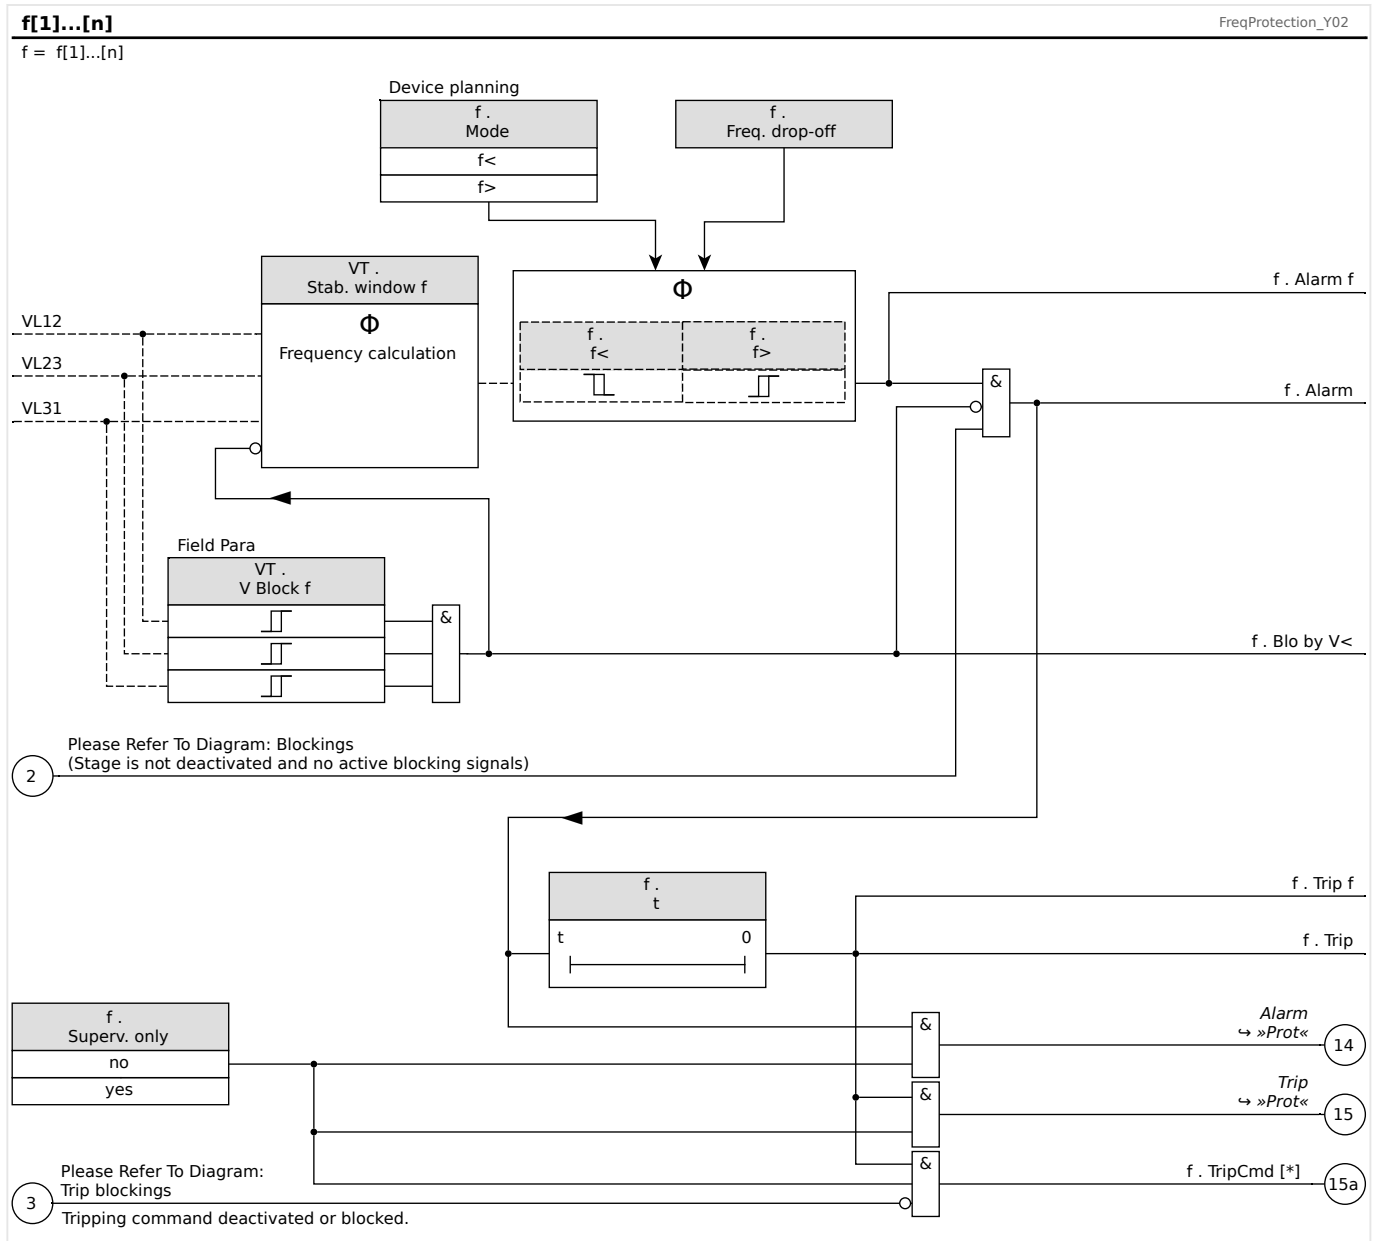 f[1]...[n]
FreqProtection_Y02
f = f[1]...[n]
Device planning
f .
Mode
f<
f>
f .
Freq. drop-off
VT .
Stab. window f
Φ
Frequency calculation
Φ
f .
f<
f .
f>
f . Alarm f
VL12
VL23
VL31
&
f . Alarm
Field Para
VT .
V Block f
&
f . Blo by V<
Please Refer To Diagram: Blockings
(Stage is not deactivated and no active blocking signals)
2
f .
t
t 0
f . Trip f
f . Trip
f .
Superv. only
no
yes
&
Alarm
↪ »Prot«
14
&
Trip
↪ »Prot«
15
&
f . TripCmd [*]
15a
Please Refer To Diagram:
Trip blockings
3
Tripping command deactivated or blocked.